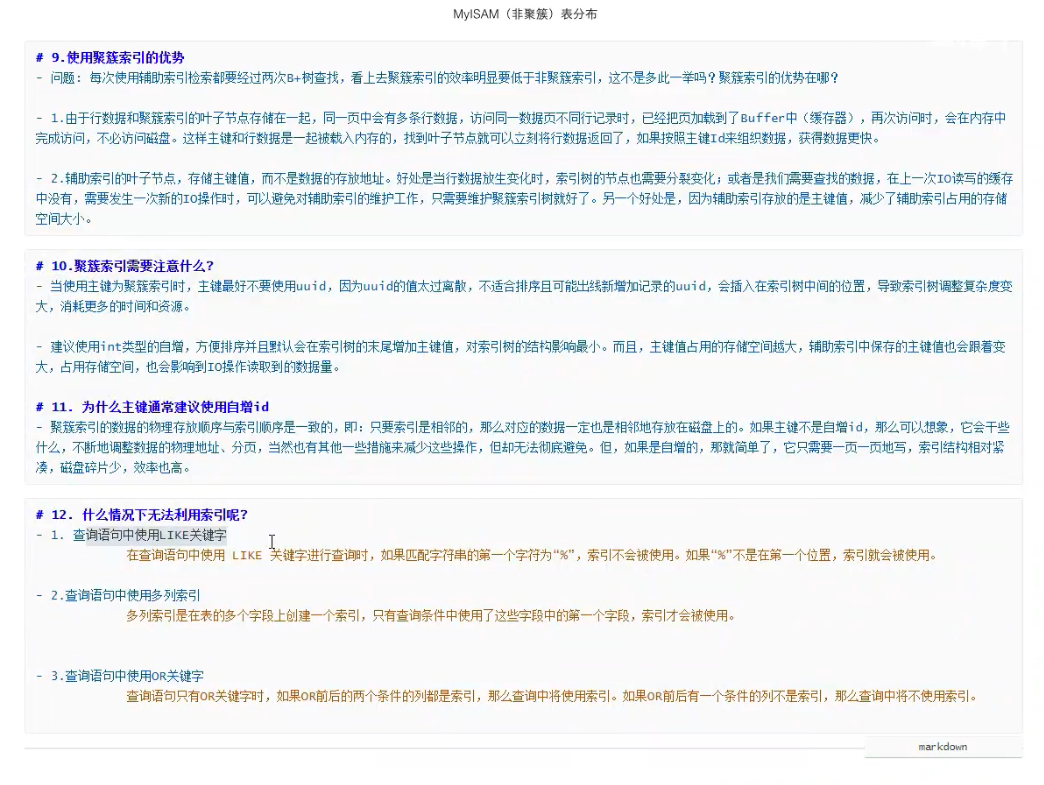 MyISAM（非聚簇）表分布
# 9.使用聚簇索引的优势
- 问题: 每次使用辅助索引检索都要经过两次B+树查找，看上去聚簇索引的效率明显要低于非聚簇索引，这不是多此一举吗？聚簇索引的优势在哪？
- 1.由于行数据和聚簇索引的叶子节点存储在一起，同一页中会有多条行数据，访问同一数据页不同行记录时，已经把页加载到了Buffer中（缓存器），再次访问时，会在内存中
完成访问，不必访问磁盘。这样主键和行数据是一起被载入内存的，找到叶子节点就可以立刻将行数据返回了，如果按照主键Id来组织数据，获得数据更快。
- 2.辅助索引的叶子节点，存储主键值，而不是数据的存放地址。好处是当行数据放生变化时，索引树的节点也需要分裂变化；或者是我们需要查找的数据，在上一次IO读写的缓存
中没有，需要发生一次新的IO操作时，可以避免对辅助索引的维护工作，只需要维护聚簇索引树就好了。另一个好处是，因为辅助索引存放的是主键值，减少了辅助索引占用的存储
空间大小。
# 10.聚簇索引需要注意什么?
- 当使用主键为聚簇索引时，主键最好不要使用uuid，因为uuid的值太过离散，不适合排序且可能出线新增加记录的uuid，会插入在索引树中间的位置，导致索引树调整复杂度变
大，消耗更多的时间和资源。
- 建议使用int类型的自增，方便排序并且默认会在索引树的末尾增加主键值，对索引树的结构影响最小。而且，主键值占用的存储空间越大，辅助索引中保存的主键值也会跟着变
大，占用存储空间，也会影响到IO操作读取到的数据量。
# 11. 为什么主键通常建议使用自增id
- 聚簇索引的数据的物理存放顺序与索引顺序是一致的，即：只要索引是相邻的，那么对应的数据一定也是相邻地存放在磁盘上的。如果主键不是自增id，那么可以想象，它会干些
什么，不断地调整数据的物理地址、分页，当然也有其他一些措施来减少这些操作，但却无法彻底避免。但，如果是自增的，那就简单了，它只需要一页一页地写，索引结构相对紧
凑，磁盘碎片少，效率也高。
# 12. 什么情况下无法利用索引呢?
- 1. 查询语句中使用LIKE关键字
在查询语句中使用 LIKE 关键字进行查询时，如果匹配字符串的第一个字符为“%”，索引不会被使用。如果“%”不是在第一个位置，索引就会被使用。
- 2.查询语句中使用多列索引
多列索引是在表的多个字段上创建一个索引，只有查询条件中使用了这些字段中的第一个字段，索引才会被使用。
- 3.查询语句中使用OR关键字
查询语句只有OR关键字时，如果OR前后的两个条件的列都是索引，那么查询中将使用索引。如果OR前后有一个条件的列不是索引，那么查询中将不使用索引。
markdown